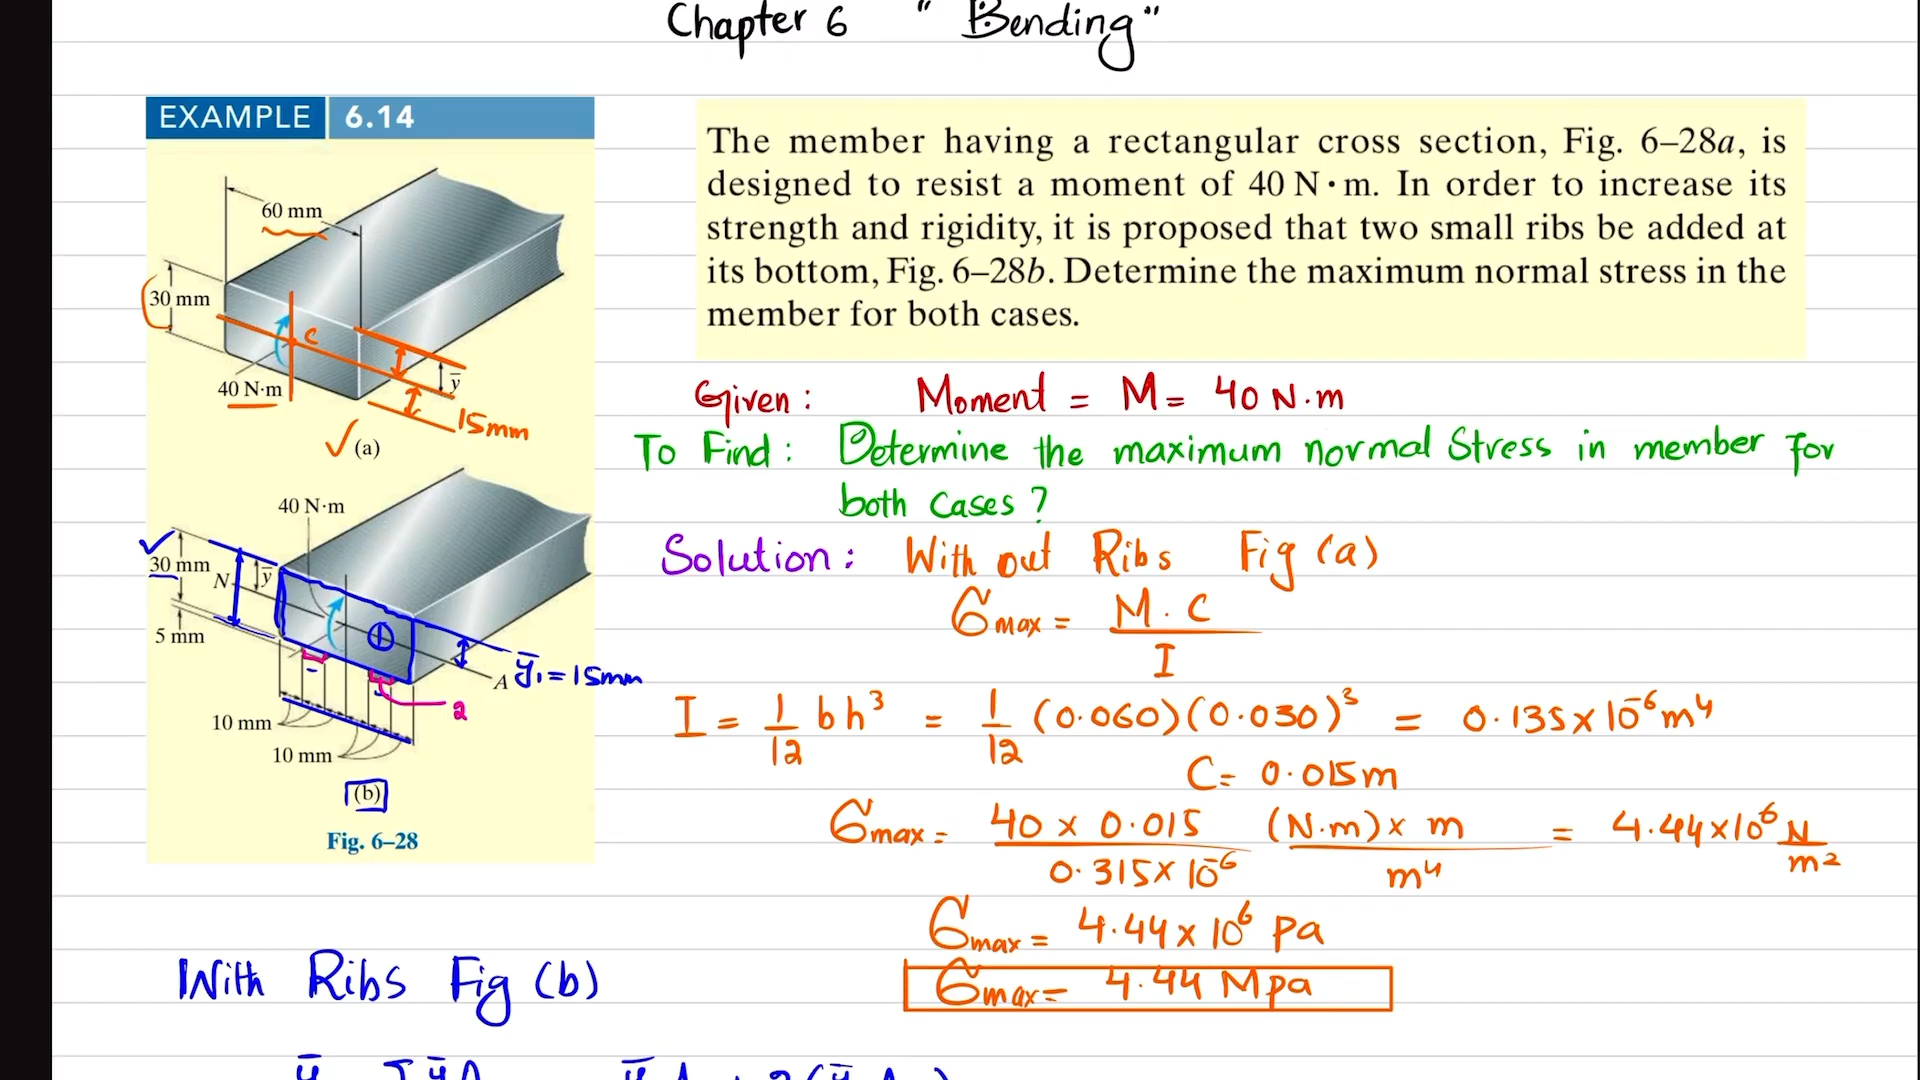 Chapter 6 " Bending"
EXAMPLE 6.14
The member having a rectangular cross section, Fig. 6–28a, is
designed to resist a moment of 40 N·m. In order to increase its
strength and rigidity, it is proposed that two small ribs be added at
its bottom, Fig. 6–28b. Determine the maximum normal stress in the
member for both cases.
60 mm
30 mm
C
40 N·m
ȳ
15mm
(a)
40 N·m
30 mm
N
ȳ
5 mm
1
A
ȳ₁ = 15mm
2
10 mm
10 mm
(b)
Fig. 6–28
Given : Moment = M = 40 N.m
To Find : Determine the maximum normal Stress in member for
both Cases ?
Solution : With out Ribs Fig (a)
σmax = M . C / I
I = 1/12 bh³ = 1/12 (0.060)(0.030)³ = 0.135 x 10⁻⁶ m⁴
C = 0.015m
σmax = 40 x 0.015 / 0.315 x 10⁻⁶ (N.m) x m / m⁴ = 4.44 x 10⁶ N / m²
σmax = 4.44 x 10⁶ Pa
σmax = 4.44 Mpa
With Ribs Fig (b)